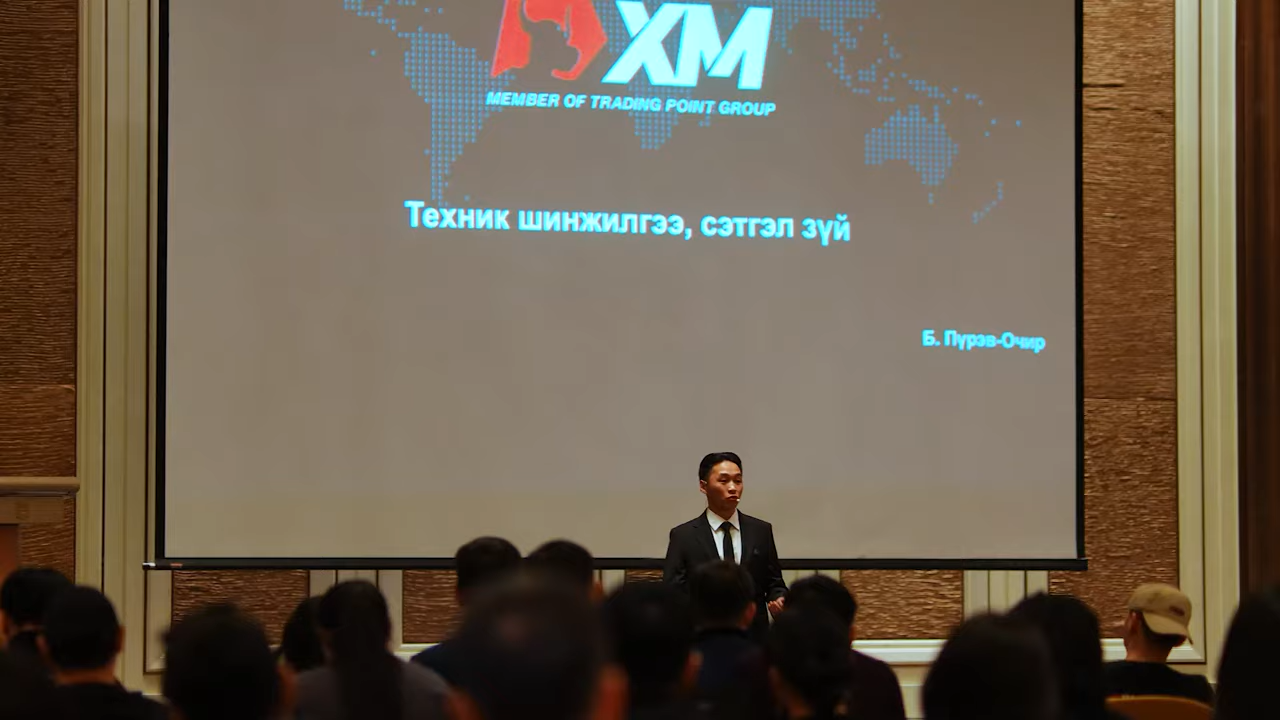 XM
MEMBER OF TRADING POINT GROUP
Техник шинжилгээ, сэтгэл зүй
Б. Пүрэв-Очир